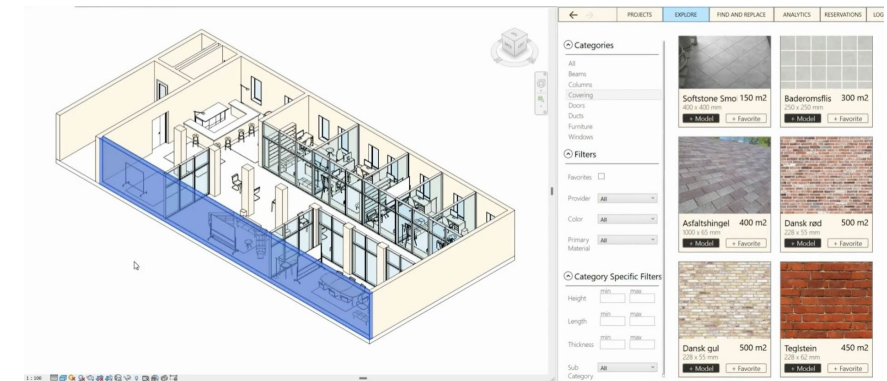 PROJECTS EXPLORE FIND AND REPLACE ANALYTICS RESERVATIONS LOG
Categories
All
Beams
Columns
Covering
Doors
Ducts
Furniture
Windows
Filters
Favorites
Provider All
Color All
Primary Material All
Category Specific Filters
min max
Height
min max
Length
min max
Thickness
Sub Category All
Softstone Smo 150 m2
400 x 400 mm
+ Model + Favorite
Baderomsflis 300 m2
250 x 250 mm
+ Model + Favorite
Asfaltshingel 400 m2
1000 x 65 mm
+ Model + Favorite
Dansk rød 500 m2
228 x 55 mm
+ Model + Favorite
Dansk gul 500 m2
228 x 55 mm
+ Model + Favorite
Teglstein 450 m2
228 x 62 mm
+ Model + Favorite
1 : 100